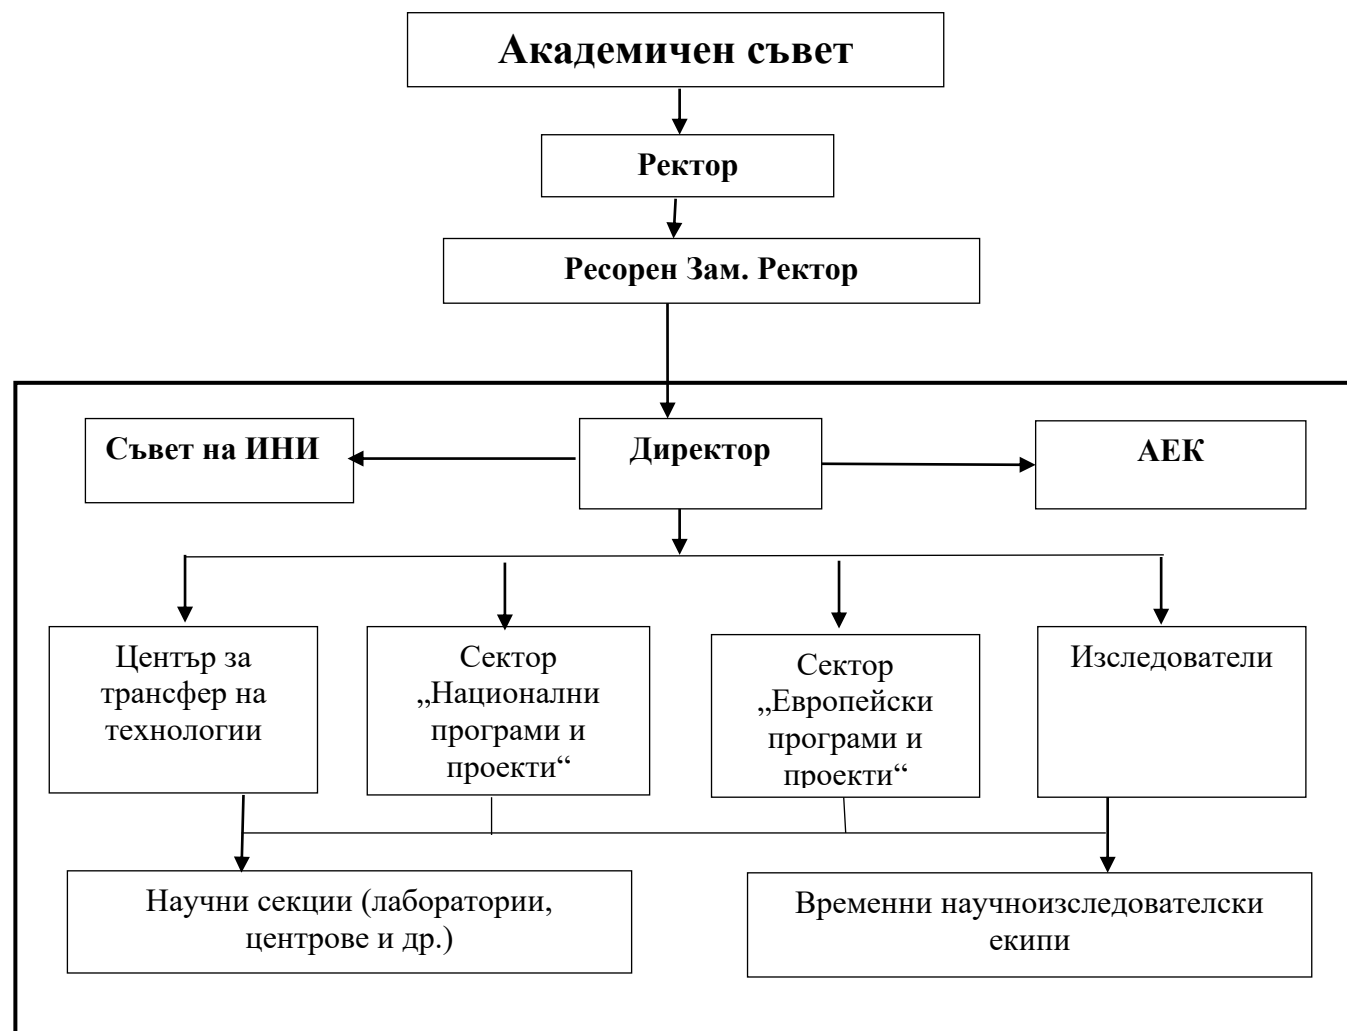 Академичен съвет
Ректор
Ресорен Зам. Ректор
Съвет на ИНИ
Директор
АЕК
Център за
трансфер на
технологии
Сектор
„Национални
програми и
проекти“
Сектор
„Европейски
програми и
проекти“
Изследователи
Научни секции (лаборатории,
центрове и др.)
Временни научноизследователски
екипи